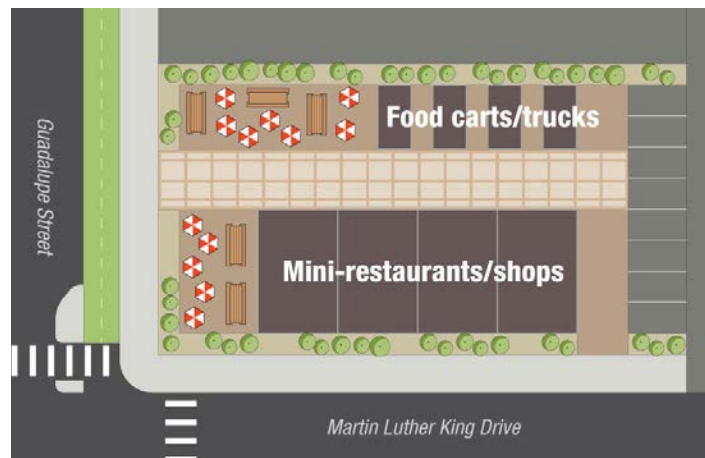 Guadalupe Street
Food carts/trucks
Mini-restaurants/shops
Martin Luther King Drive